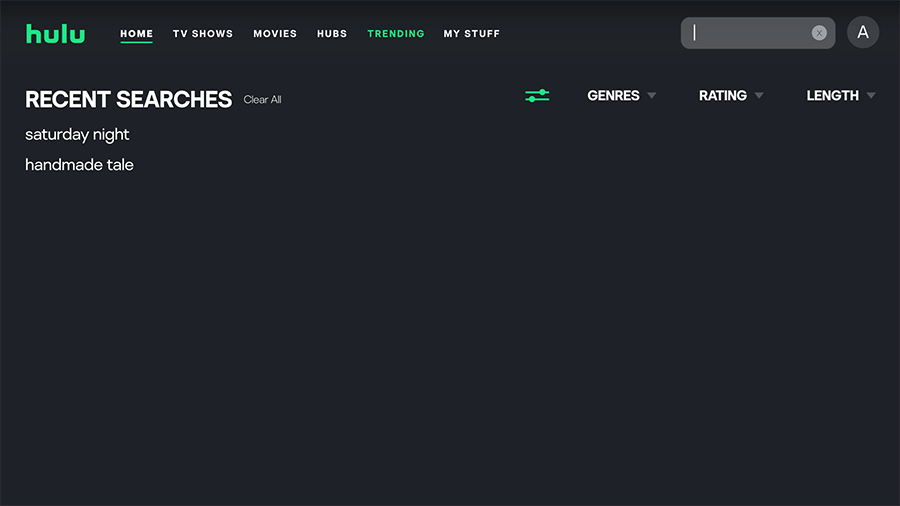 hulu HOME TV SHOWS MOVIES HUBS TRENDING MY STUFF X A
RECENT SEARCHES Clear All GENRES RATING LENGTH
saturday night
handmade tale